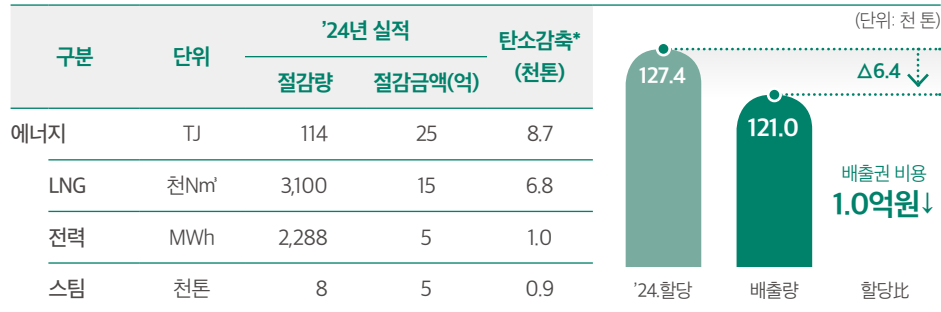 구분 단위 ’24년 실적 탄소감축*
(천톤)
절감량 절감금액(억)
에너지 TJ 114 25 8.7
LNG 천N㎥ 3,100 15 6.8
전력 MWh 2,288 5 1.0
스팀 천톤 8 5 0.9
(단위: 천 톤)
127.4
△6.4
121.0
배출권 비용
1.0억원↓
’24.할당 배출량 할당比